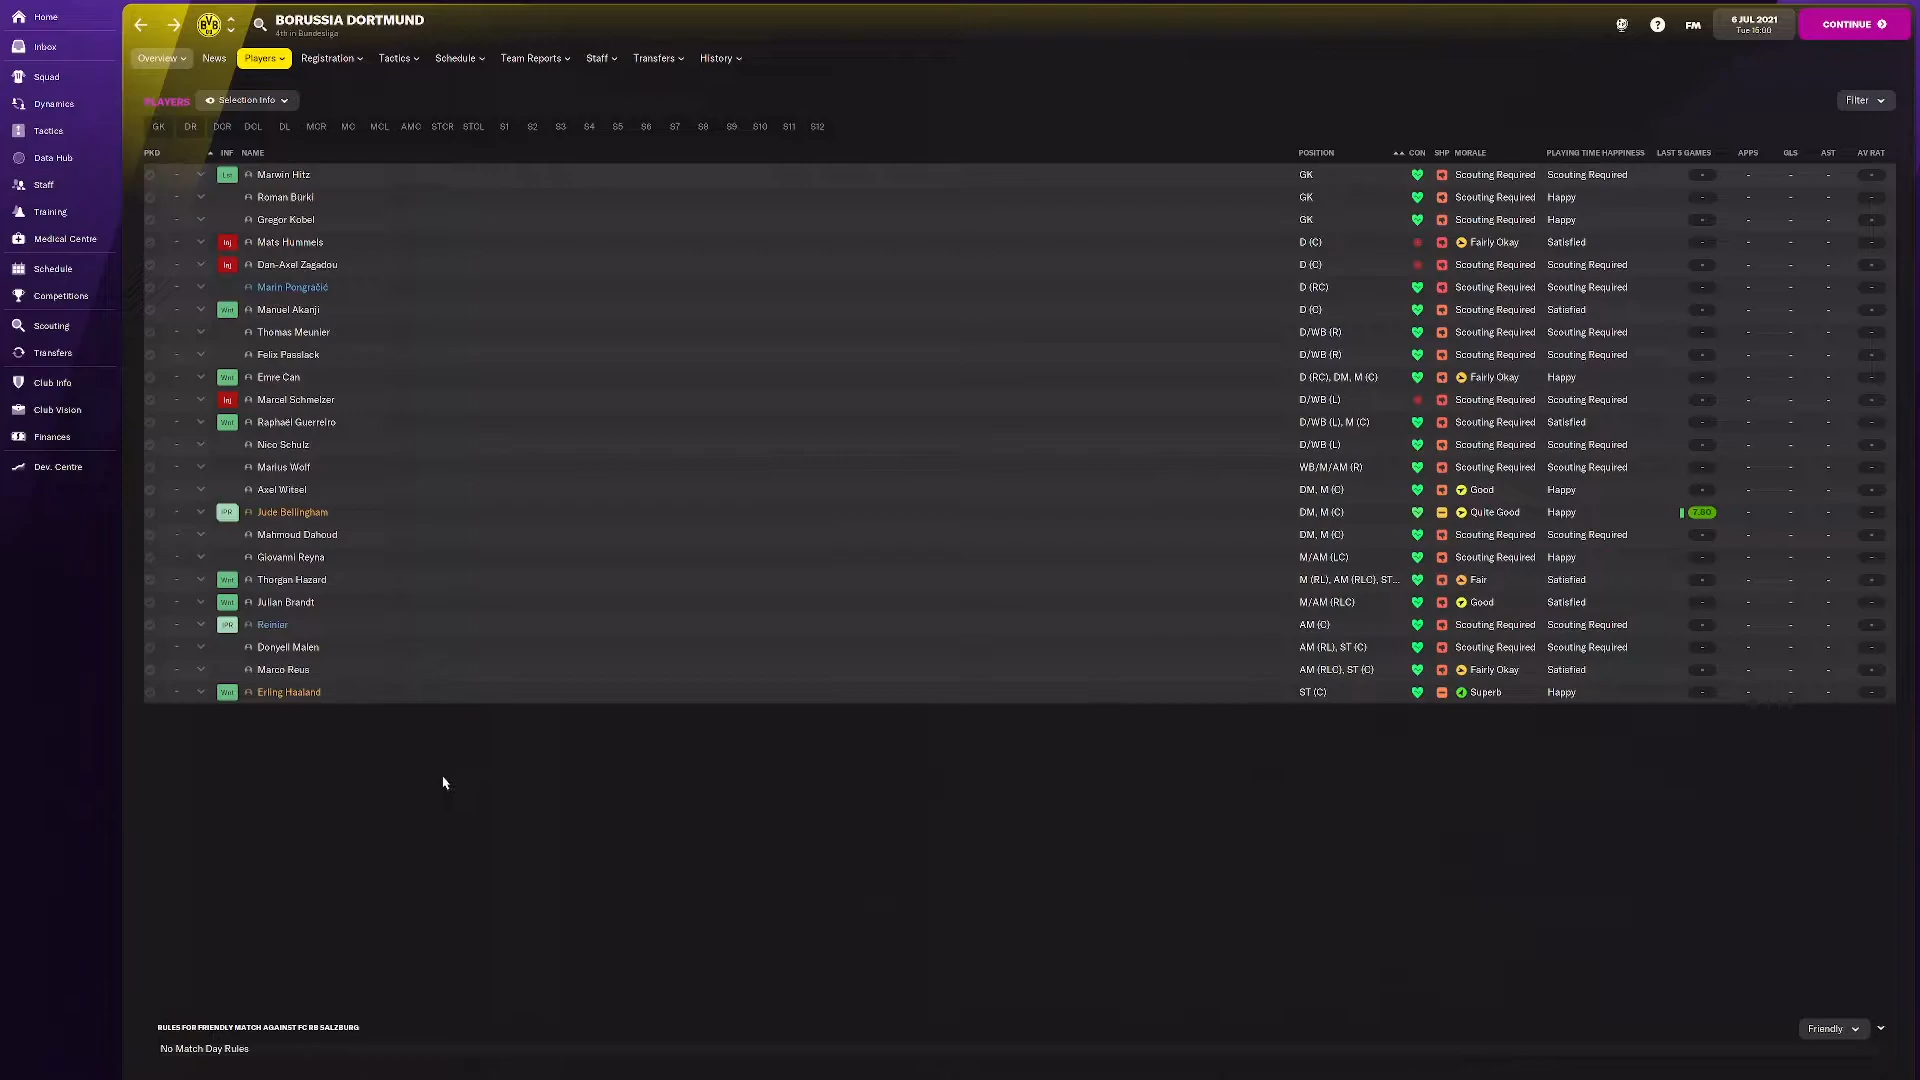 Home
Inbox
Squad
Dynamics
Tactics
Data Hub
Staff
Training
Medical Centre
Schedule
Competitions
Scouting
Transfers
Club Info
Club Vision
Finances
Dev. Centre
BVB 09
BORUSSIA DORTMUND
4th in Bundesliga
FM
6 JUL 2021
Tue 15:00
CONTINUE
Overview News Players Registration Tactics Schedule Team Reports Staff Transfers History
PLAYERS Selection Info Filter
GK DR DCR DCL DL MCR MC MCL AMC STCR STCL S1 S2 S3 S4 S5 S6 S7 S8 S9 S10 S11 S12
PKD INF NAME POSITION CON SHP MORALE PLAYING TIME HAPPINESS LAST 5 GAMES APPS GLS AST AV RAT
- Lst Marwin Hitz GK Scouting Required Scouting Required - - - - -
- Roman Bürki GK Scouting Required Happy - - - - -
- Gregor Kobel GK Scouting Required Happy - - - - -
- Inj Mats Hummels D (C) Fairly Okay Satisfied - - - - -
- Inj Dan-Axel Zagadou D (C) Scouting Required Scouting Required - - - - -
- Marin Pongračić D (RC) Scouting Required Scouting Required - - - - -
- Wnt Manuel Akanji D (C) Scouting Required Satisfied - - - - -
- Thomas Meunier D/WB (R) Scouting Required Scouting Required - - - - -
- Felix Passlack D/WB (R) Scouting Required Scouting Required - - - - -
- Wnt Emre Can D (RC), DM, M (C) Fairly Okay Happy - - - - -
- Inj Marcel Schmelzer D/WB (L) Scouting Required Scouting Required - - - - -
- Wnt Raphaël Guerreiro D/WB (L), M (C) Scouting Required Satisfied - - - - -
- Nico Schulz D/WB (L) Scouting Required Scouting Required - - - - -
- Marius Wolf WB/M/AM (R) Scouting Required Scouting Required - - - - -
- Axel Witsel DM, M (C) Good Happy - - - - -
- IPR Jude Bellingham DM, M (C) Quite Good Happy 7.80 - - - -
- Mahmoud Dahoud DM, M (C) Scouting Required Scouting Required - - - - -
- Giovanni Reyna M/AM (LC) Scouting Required Happy - - - - -
- Wnt Thorgan Hazard M (RL), AM (RLC), ST... Fair Satisfied - - - - -
- Wnt Julian Brandt M/AM (RLC) Good Satisfied - - - - -
- IPR Reinier AM (C) Scouting Required Scouting Required - - - - -
- Donyell Malen AM (RL), ST (C) Scouting Required Scouting Required - - - - -
- Marco Reus AM (RLC), ST (C) Fairly Okay Satisfied - - - - -
- Wnt Erling Haaland ST (C) Superb Happy - - - - -
RULES FOR FRIENDLY MATCH AGAINST FC RB SALZBURG
Friendly
No Match Day Rules